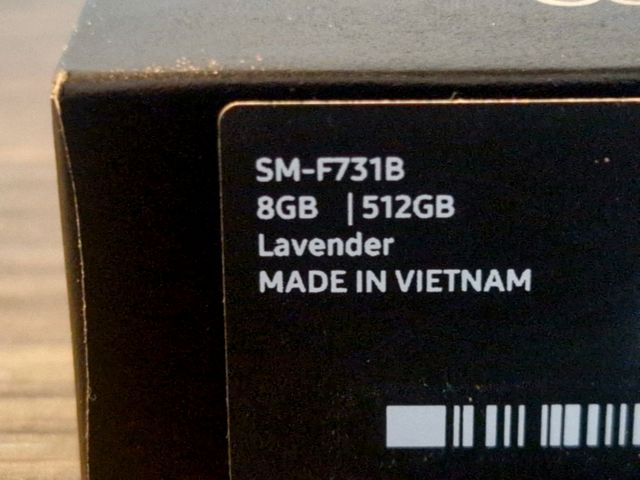 SM-F731B
8GB | 512GB
Lavender
MADE IN VIETNAM